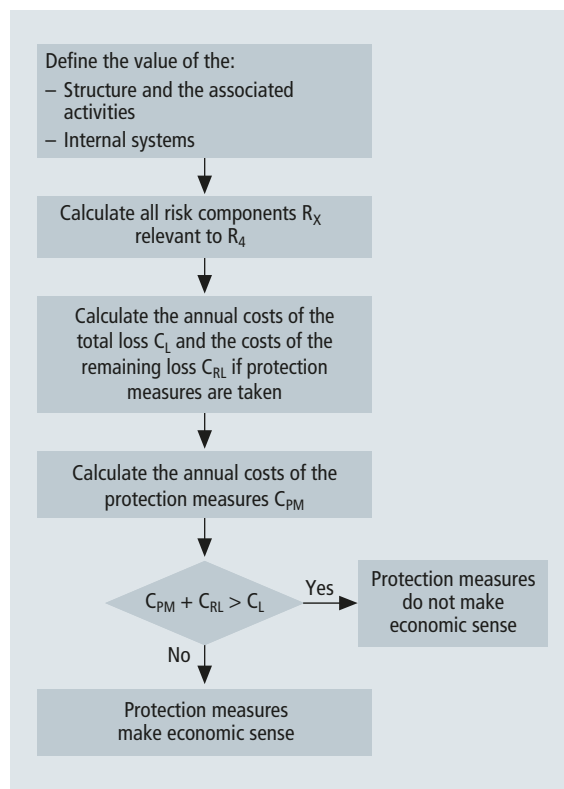 Define the value of the:
– Structure and the associated
activities
– Internal systems
Calculate all risk components RX
relevant to R4
Calculate the annual costs of the
total loss CL and the costs of the
remaining loss CRL if protection
measures are taken
Calculate the annual costs of the
protection measures CPM
CPM + CRL > CL
Yes
Protection measures
do not make
economic sense
No
Protection measures
make economic sense